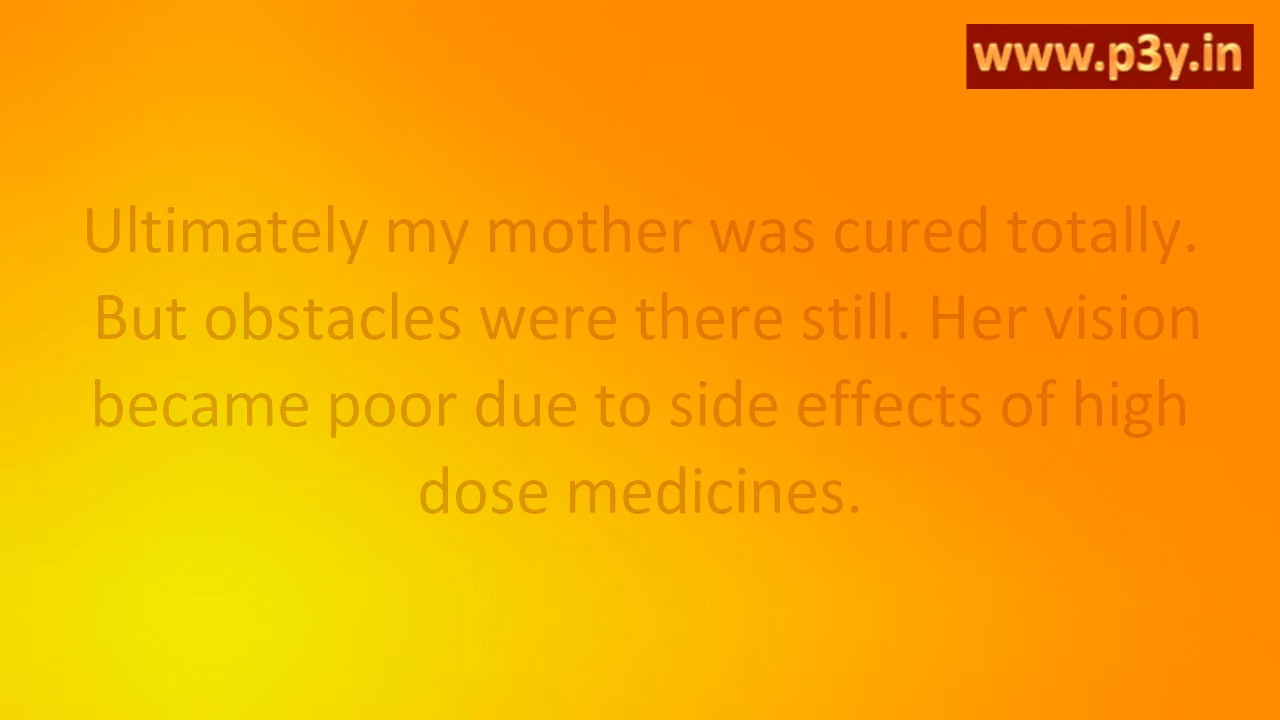 www.p3y.in
Ultimately my mother was cured totally.
But obstacles were there still. Her vision
became poor due to side effects of high
dose medicines.